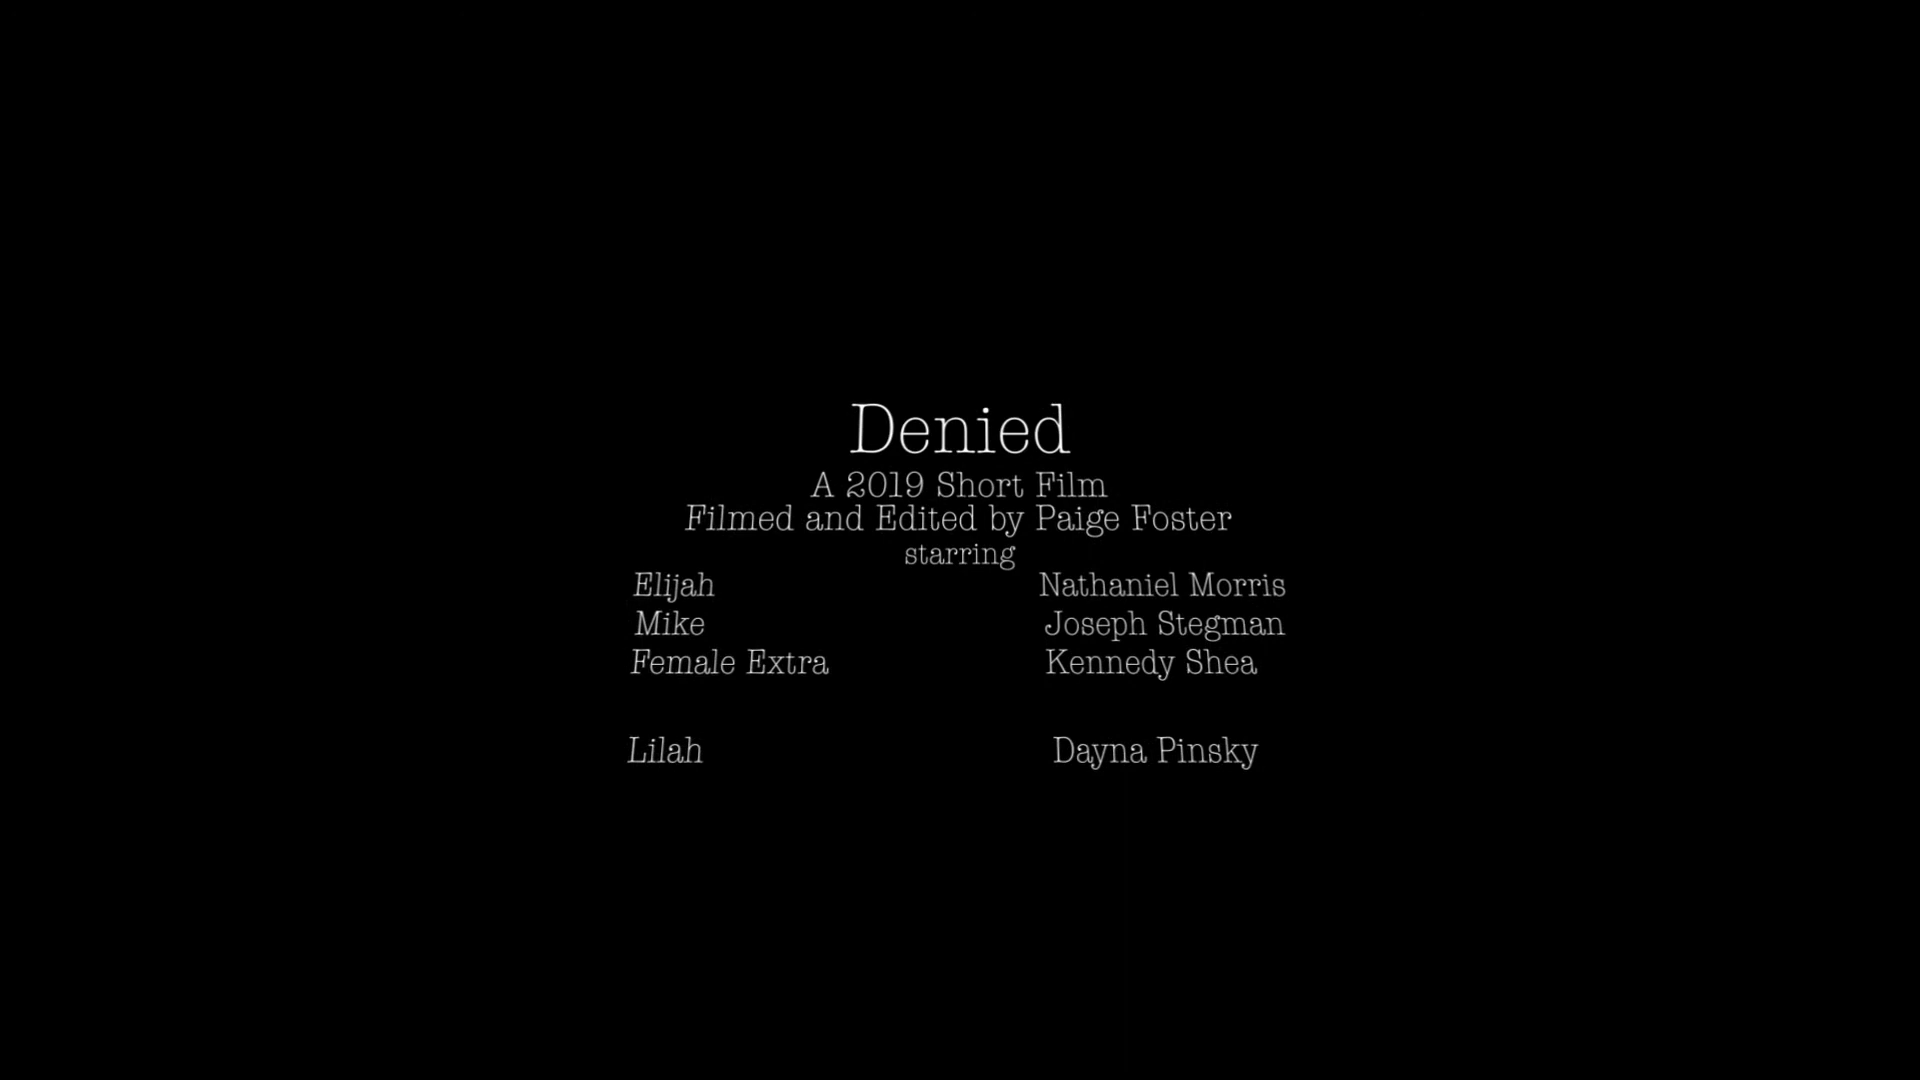 Denied
A 2019 Short Film
Filmed and Edited by Paige Foster
starring
Elijah Nathaniel Morris
Mike Joseph Stegman
Female Extra Kennedy Shea
Lilah Dayna Pinsky